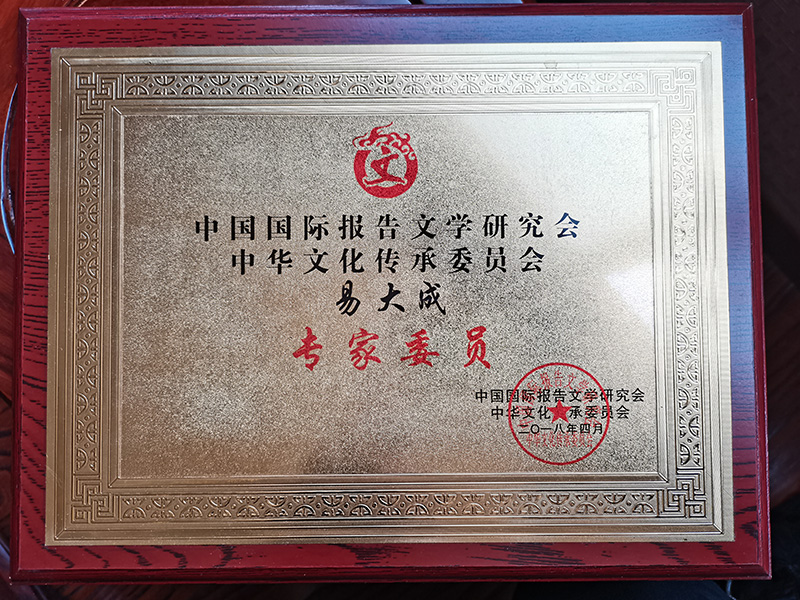 文
中国国际报告文学研究会
中华文化传承委员会
易大成
专家委员
中国国际报告文学研究会
中华文化 承委员会
二〇一八年四月